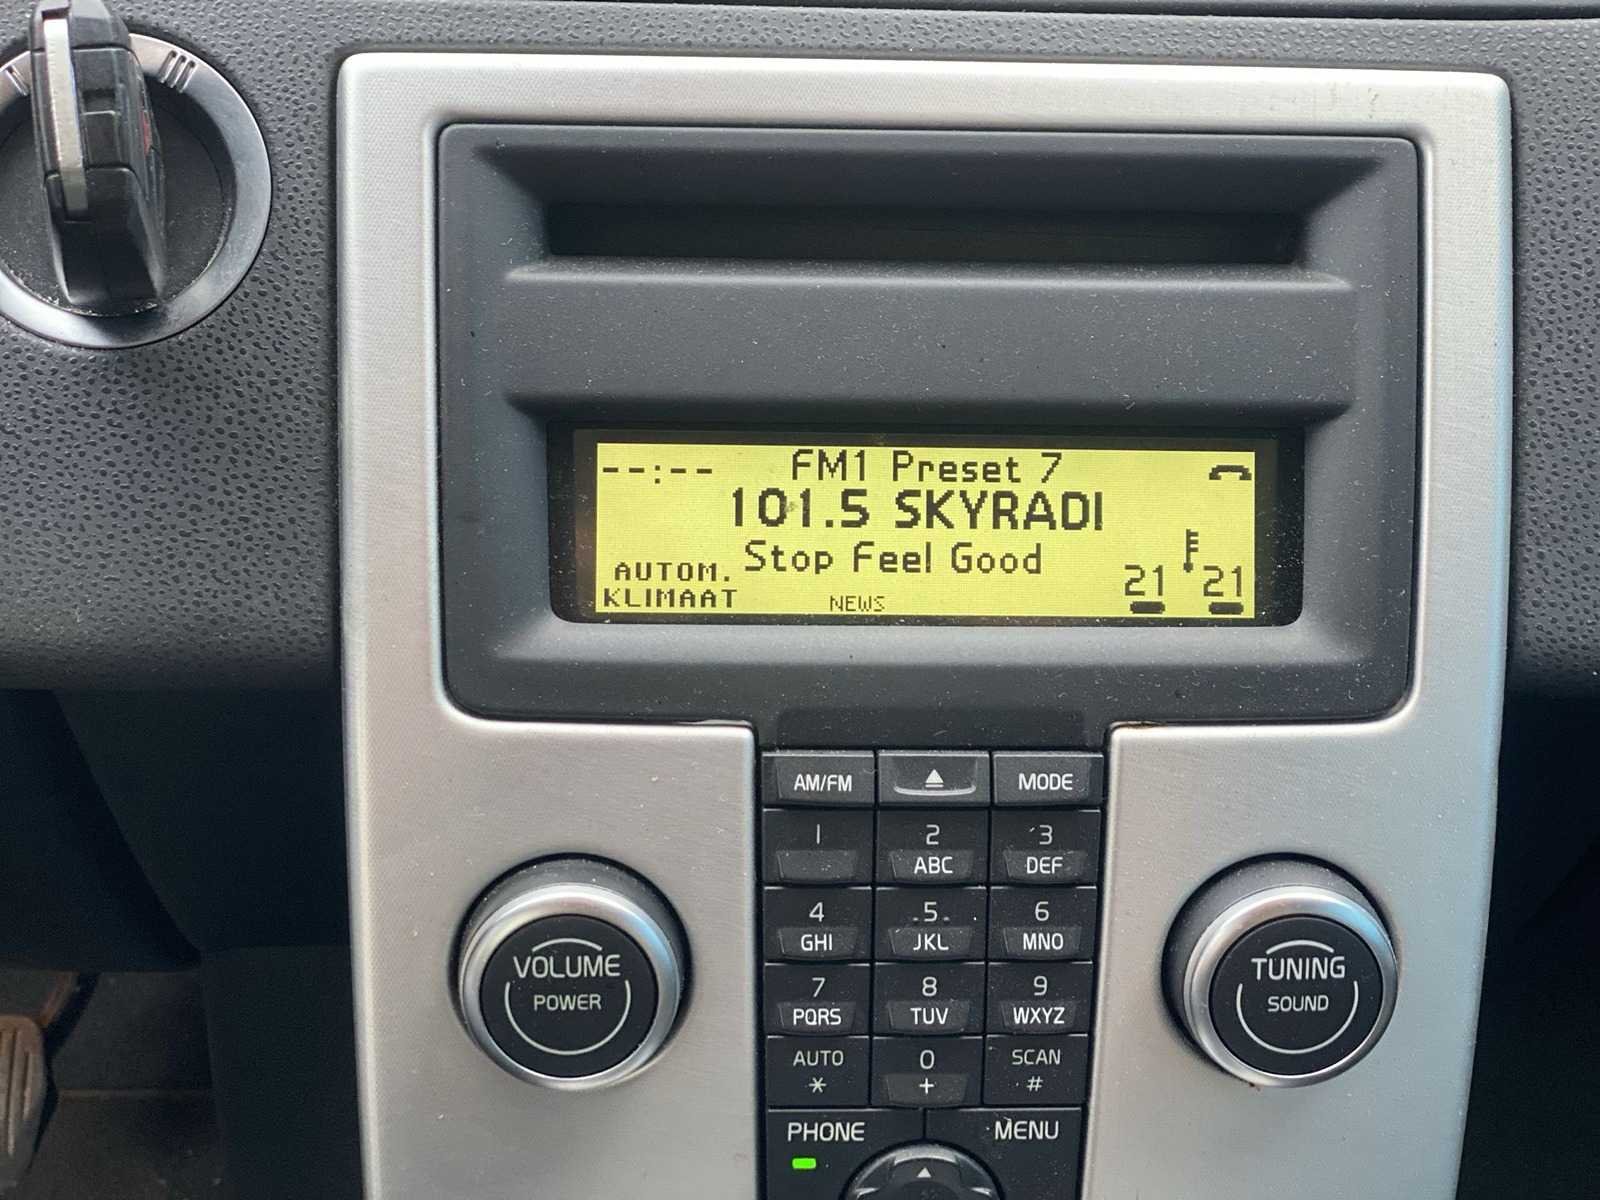 --:-- FM1 Preset 7
101.5 SKYRADI
Stop Feel Good
AUTOM.
KLIMAAT
NEWS
21 21
AM/FM MODE
1 2 3
ABC DEF
4 5 6
GHI JKL MNO
7 8 9
PQRS TUV WXYZ
AUTO 0 SCAN
* + #
VOLUME
POWER
TUNING
SOUND
PHONE MENU